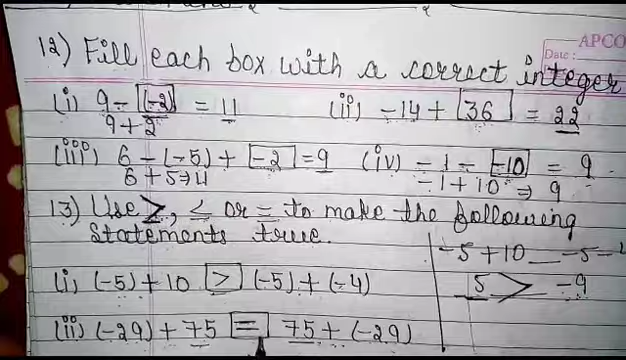 APCO
Date :
12) Fill each box with a correct integer
(i) 9 - (-2) = 11 (ii) -14 + 36 = 22
9 + 2
(iii) 6 - (-5) + -2 = 9 (iv) -1 - -10 = 9
6 + 5 → 11 -1 + 10 ⇒ 9
13) Use >, < or = to make the following
Statements true.
-5 + 10 __ -5 -4
(i) (-5) + 10 > (-5) + (-4)
5 > -9
(ii) (-29) + 75 = 75 + (-29)